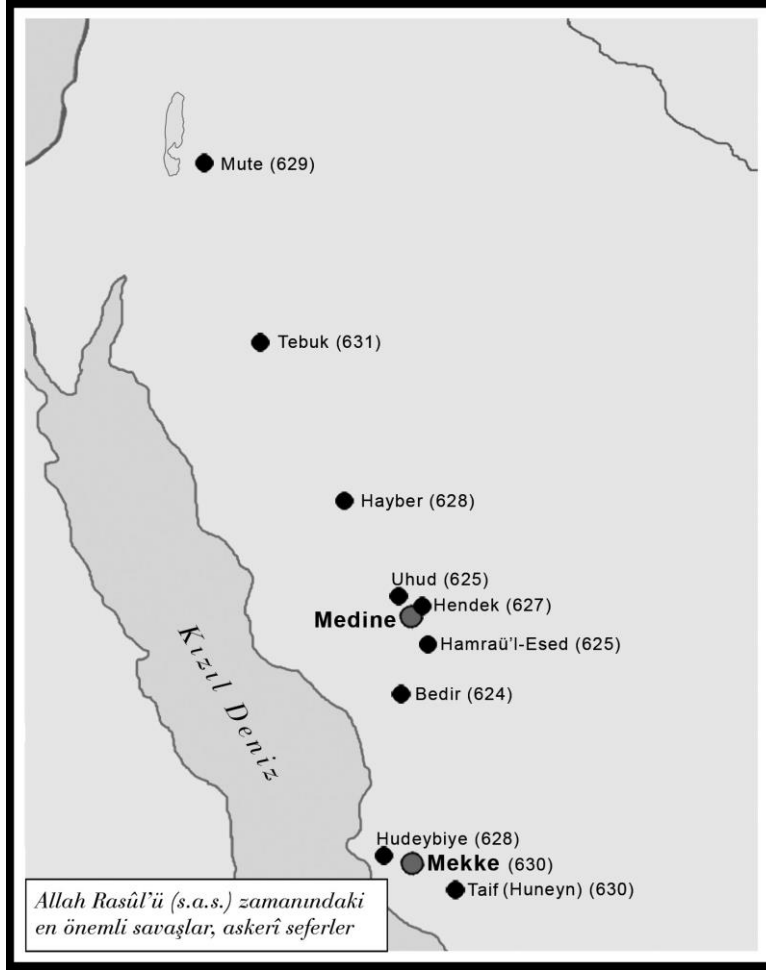 Mute (629)
Tebuk (631)
Hayber (628)
Uhud (625)
Hendek (627)
Medine
Hamraü'l-Esed (625)
Bedir (624)
Kızıl Deniz
Hudeybiye (628)
Mekke (630)
Taif (Huneyn) (630)
Allah Rasûl'ü (s.a.s.) zamanındaki
en önemli savaşlar, askerî seferler